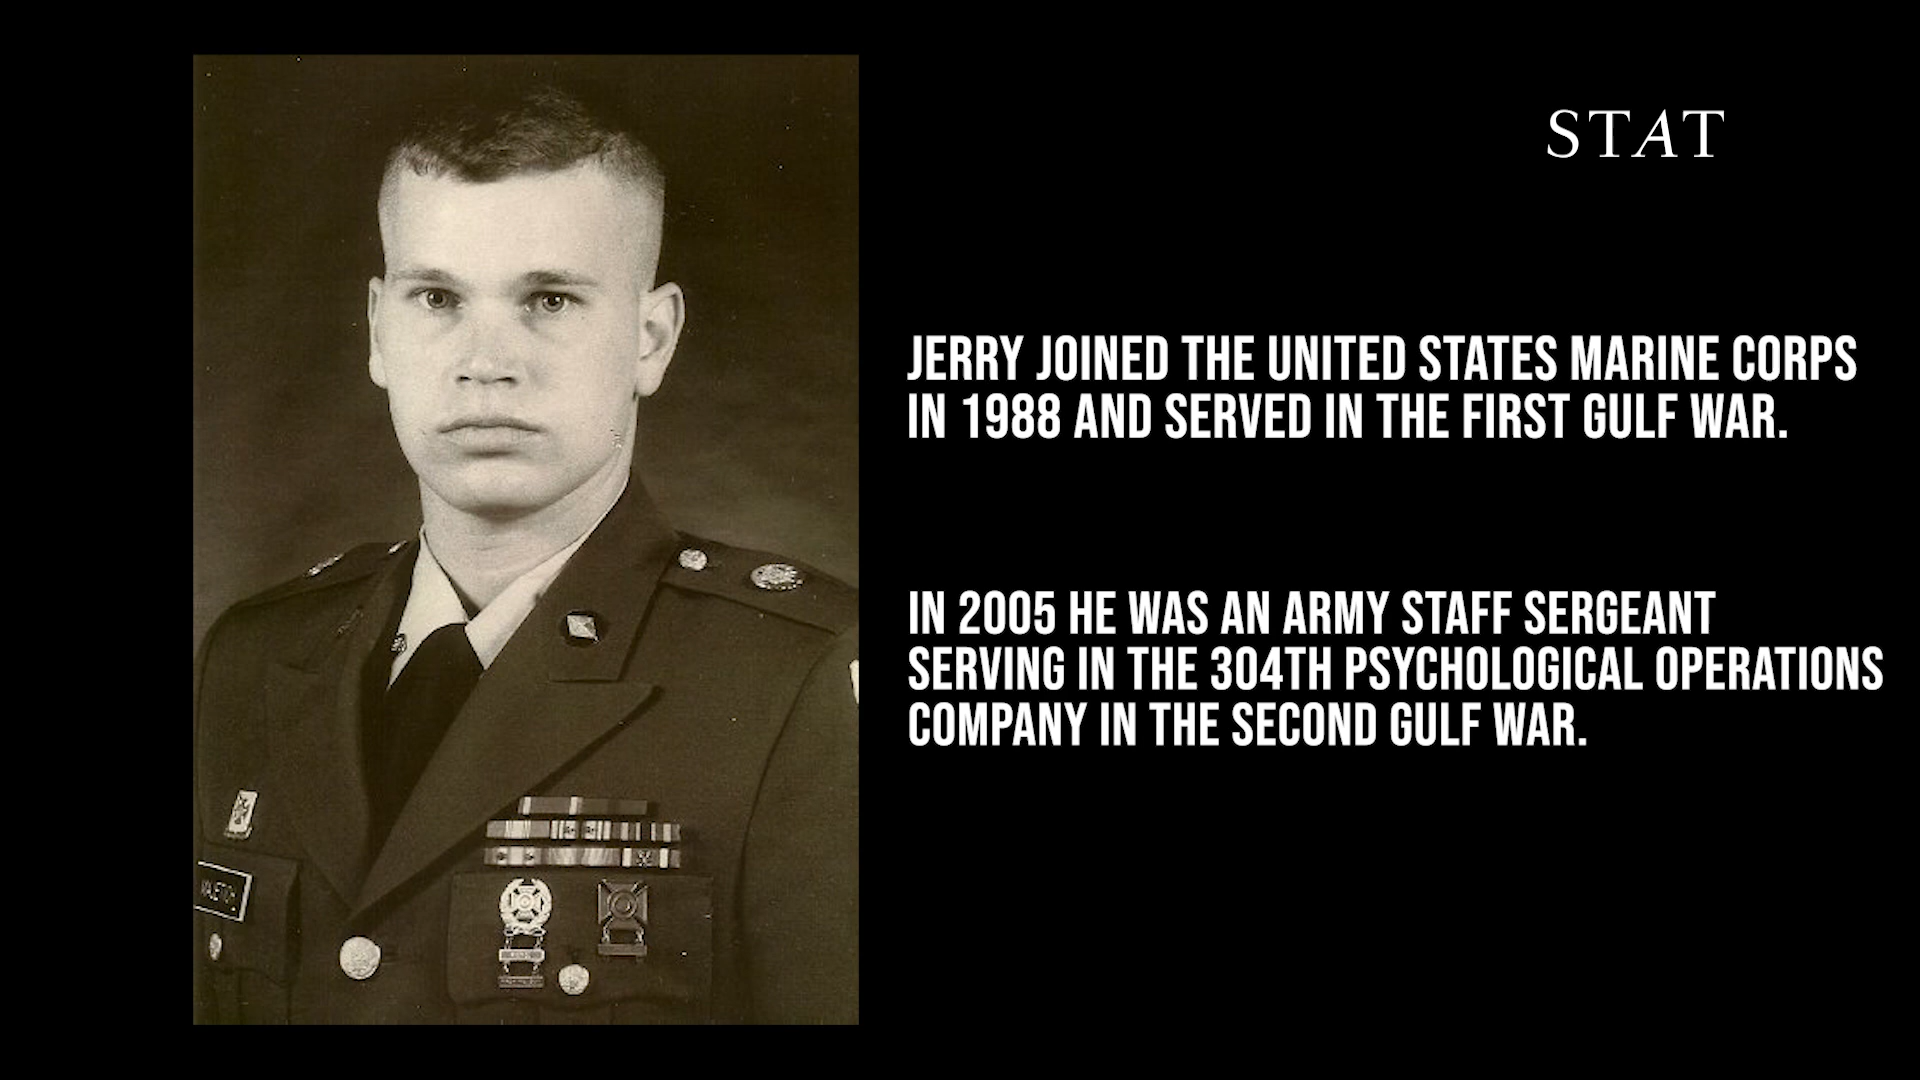 STAT
JERRY JOINED THE UNITED STATES MARINE CORPS
IN 1988 AND SERVED IN THE FIRST GULF WAR.
IN 2005 HE WAS AN ARMY STAFF SERGEANT
SERVING IN THE 304TH PSYCHOLOGICAL OPERATIONS
COMPANY IN THE SECOND GULF WAR.
MAJETICH